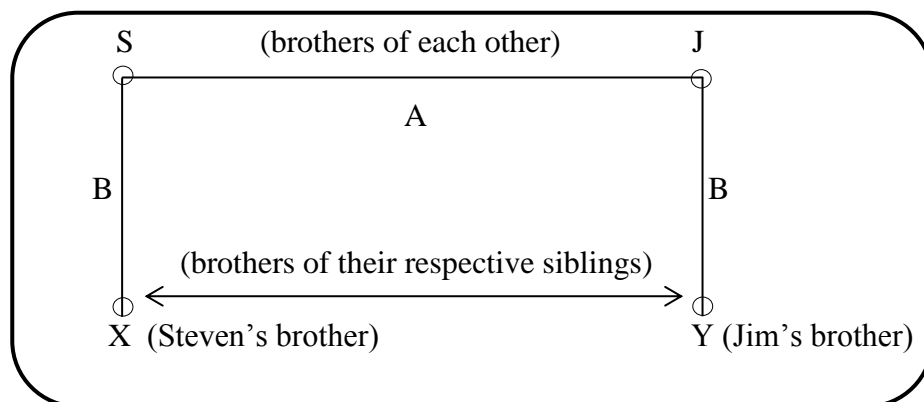 S (brothers of each other) J
A
B B
(brothers of their respective siblings)
X (Steven’s brother) Y (Jim’s brother)